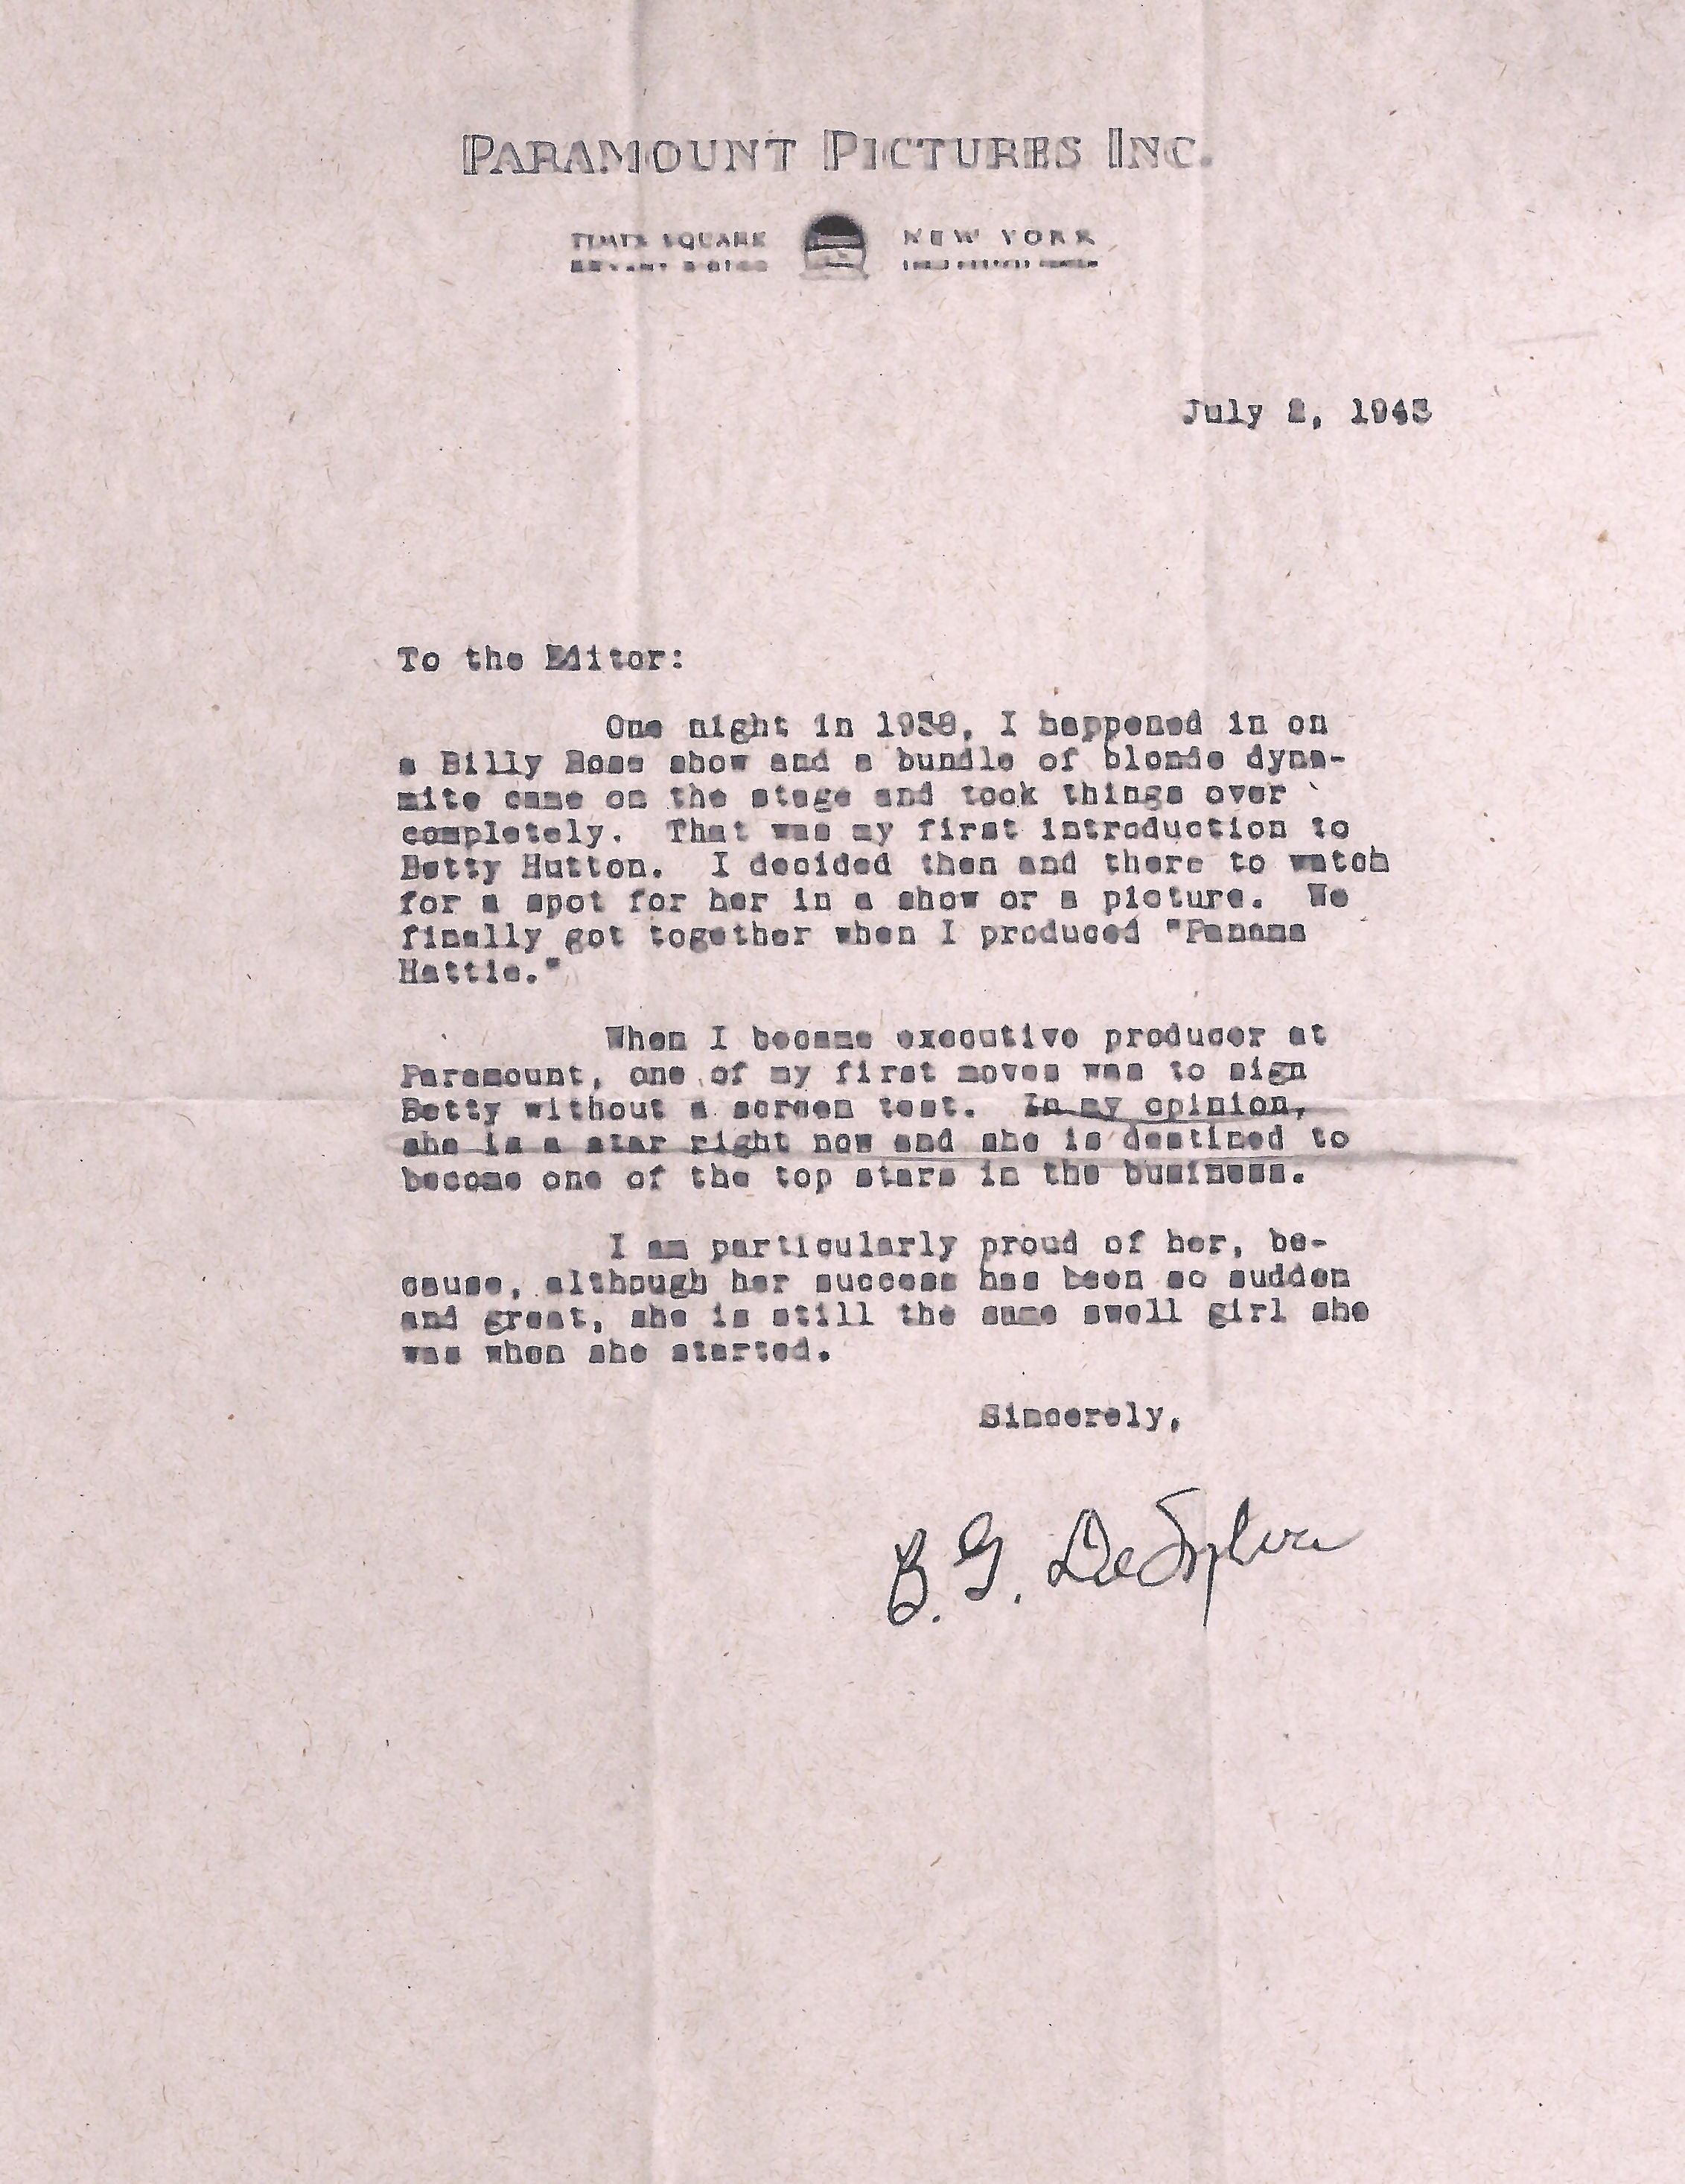 PARAMOUNT PICTURES INC.
TIMES SQUARE NEW YORK
July 2, 1943
To the Editor:
One night in 1938, I happened in on
a Billy Rose show and a bundle of blonde dyna-
mite came on the stage and took things over
completely. That was my first introduction to
Betty Hutton. I decided then and there to watch
for a spot for her in a show or a picture. We
finally got together when I produced "Panama
Hattie."
When I became executive producer at
Paramount, one of my first moves was to sign
Betty without a screen test. In my opinion,
she is a star right now and she is destined to
become one of the top stars in the business.
I am particularly proud of her, be-
cause, although her success has been so sudden
and great, she is still the same swell girl she
was when she started.
Sincerely,
B. G. DeSylva